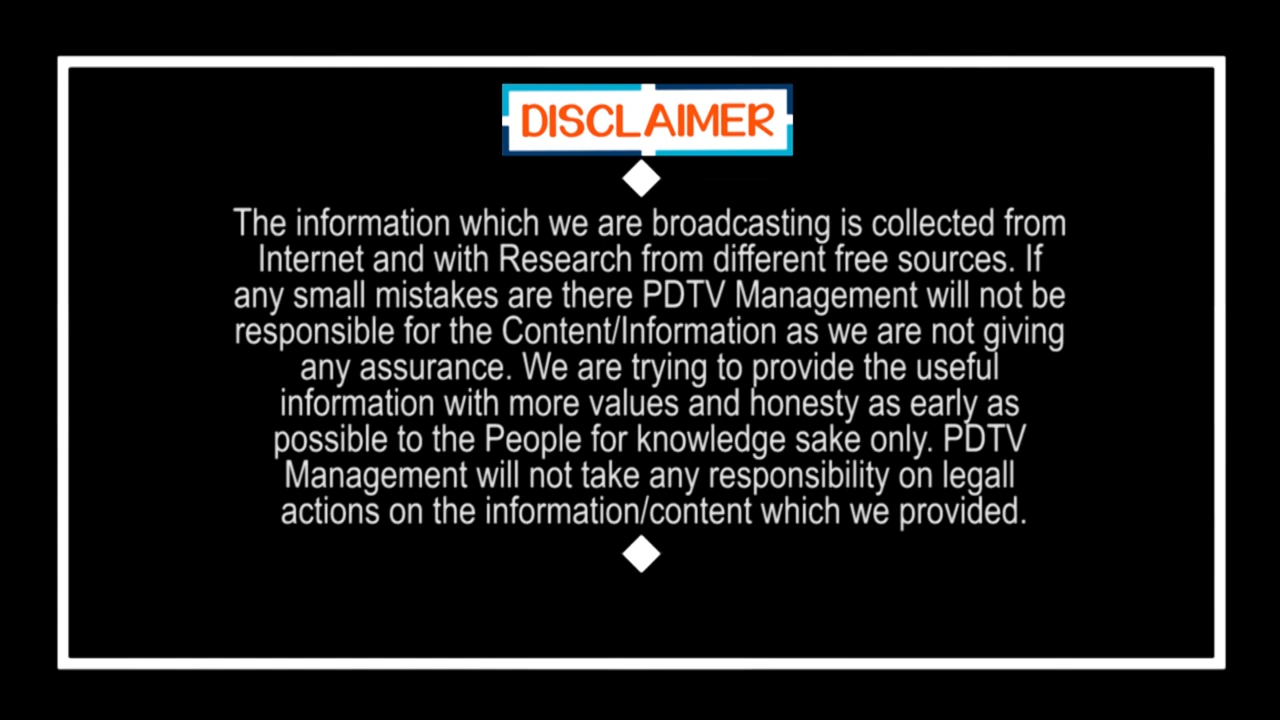 DISCLAIMER
The information which we are broadcasting is collected from
Internet and with Research from different free sources. If
any small mistakes are there PDTV Management will not be
responsible for the Content/Information as we are not giving
any assurance. We are trying to provide the useful
information with more values and honesty as early as
possible to the People for knowledge sake only. PDTV
Management will not take any responsibility on legall
actions on the information/content which we provided.